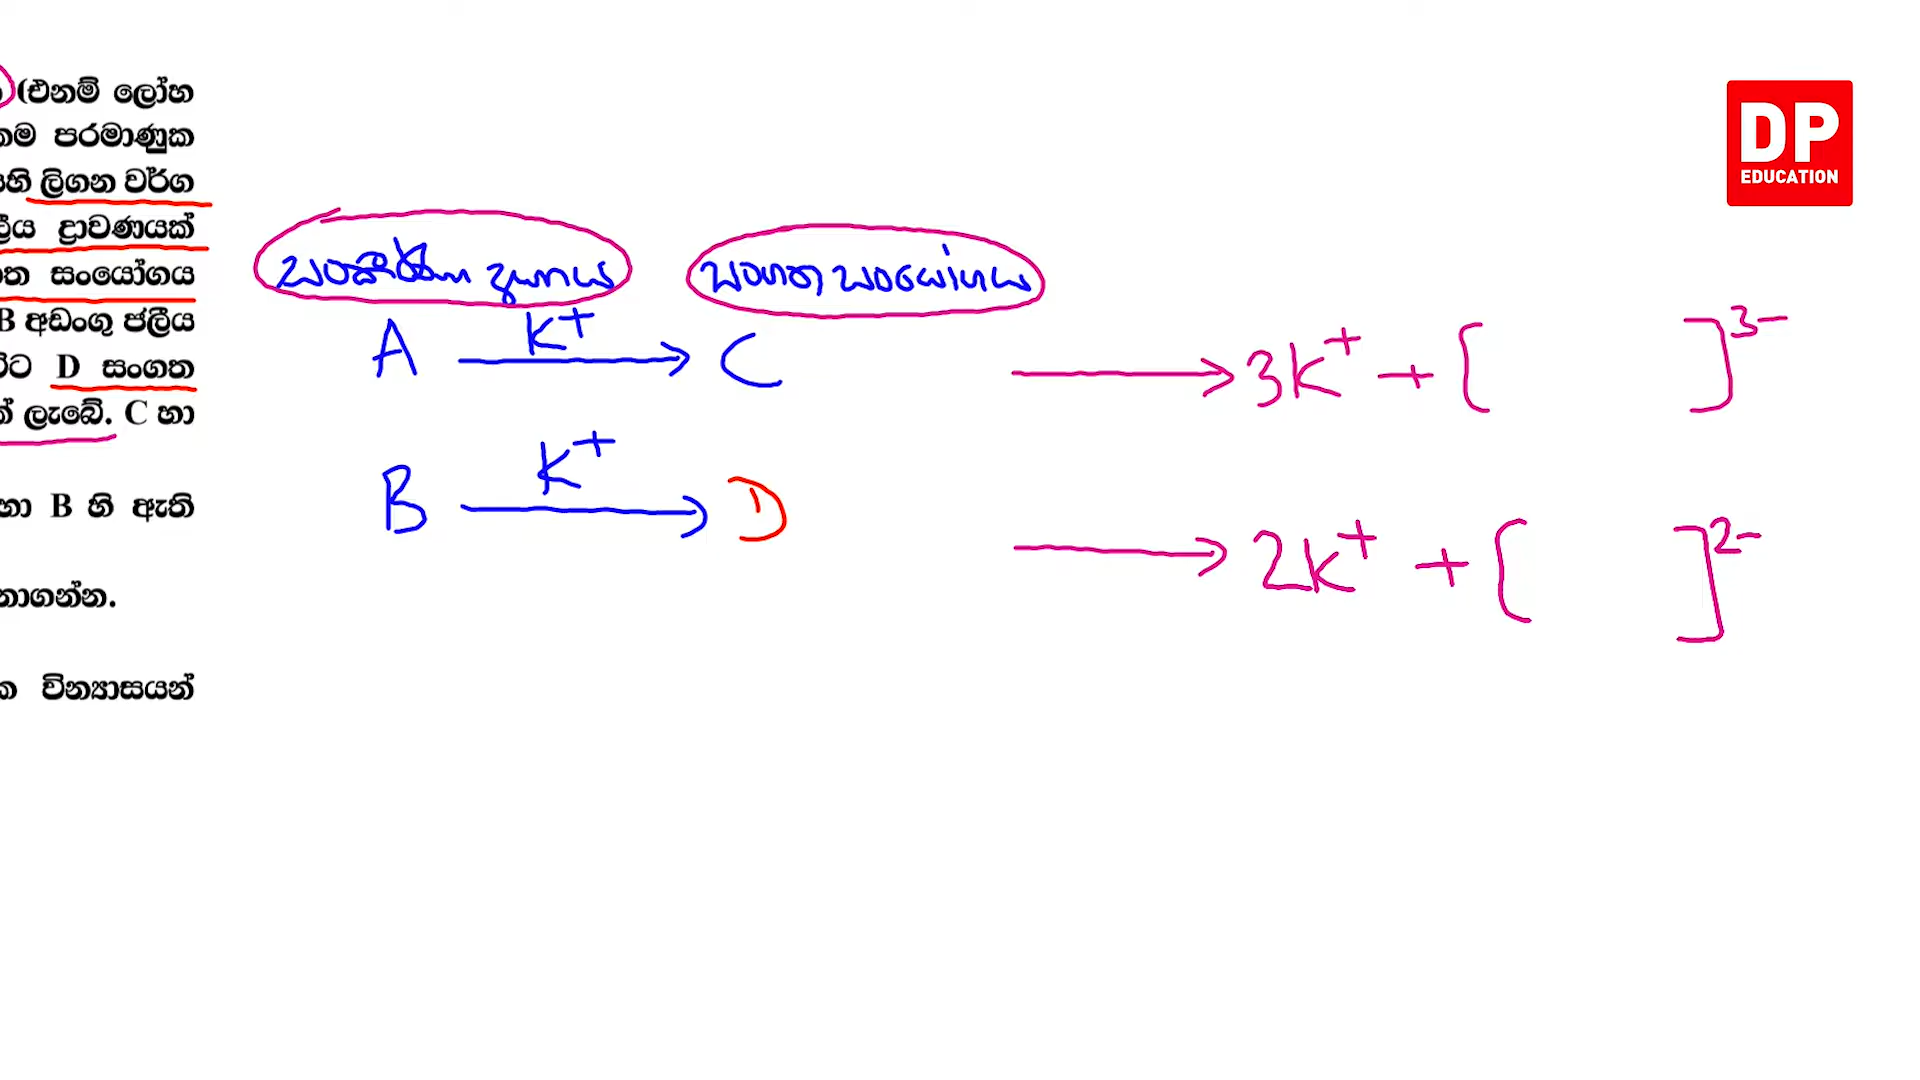 (එනම් ලෝහ
පරමාණුක
ලිගන වර්ග
ද්‍රාවණයක්
සංයෝගය
B අඩංගු ජලීය
D සංගත
ලැබේ. C හා
හා B හි ඇති
වින්‍යාසයන්
DP
EDUCATION
සංකීර්ණ අයනය
සංගත සංයෝගය
A K+ → C → 3K+ + [ ]3-
B K+ → D → 2K+ + [ ]2-